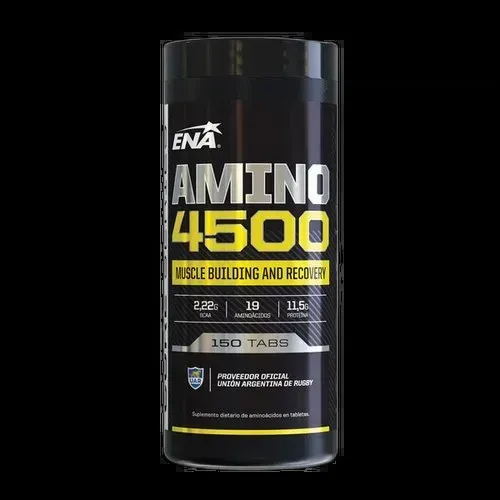 ENA
AMINO
4500
MUSCLE BUILDING AND RECOVERY
2,22G 19 11,5G
BCAA AMINOÁCIDOS PROTEÍNA
150 TABS
UAR
PROVEEDOR OFICIAL
UNIÓN ARGENTINA DE RUGBY
Suplemento dietario de aminoácidos en tabletas.